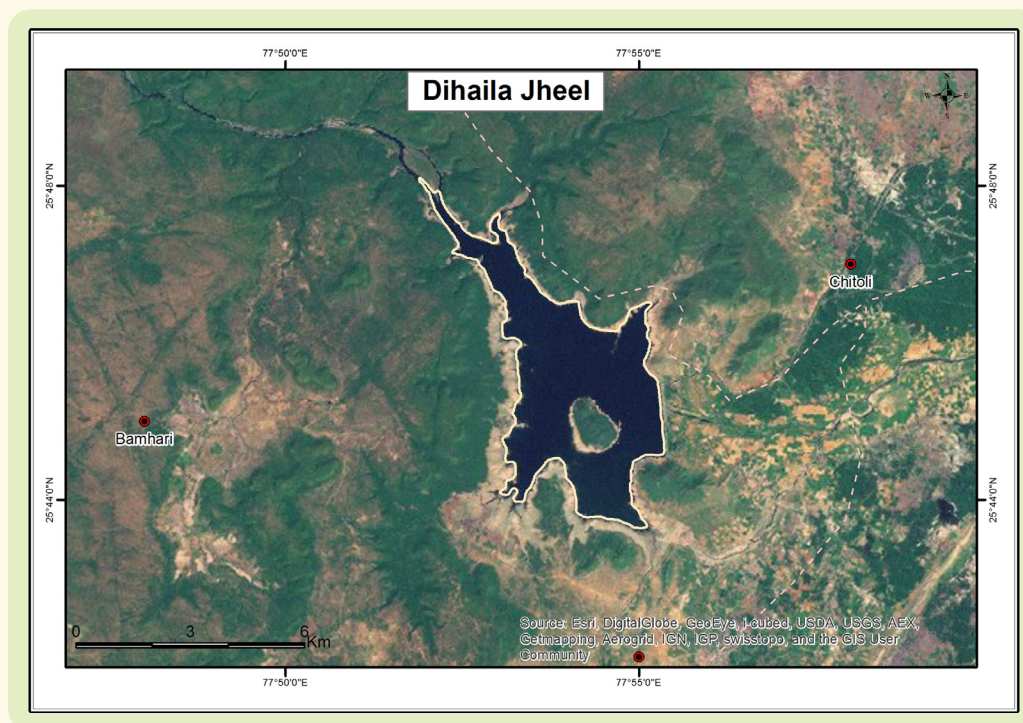 77°50'0"E 77°55'0"E
Dihaila Jheel
N
W E
S
25°48'0"N 25°48'0"N
Chitoli
Bamhari
25°44'0"N 25°44'0"N
Source: Esri, DigitalGlobe, GeoEye, i-cubed, USDA, USGS, AEX,
Getmapping, Aerogrid, IGN, IGP, swisstopo, and the GIS User
Community
0 3 6
Km
77°50'0"E 77°55'0"E